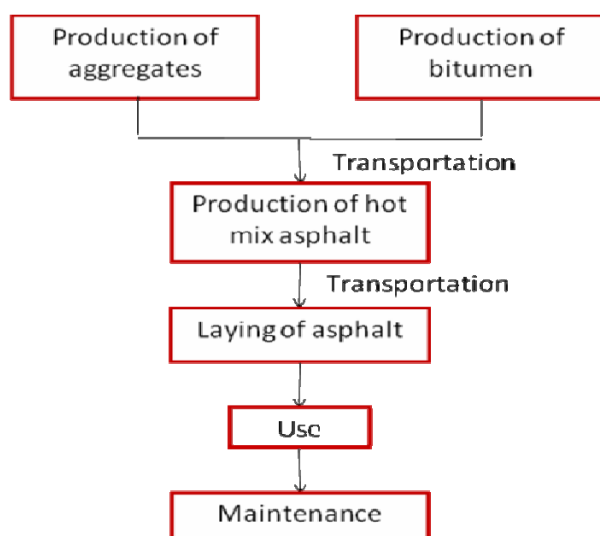 Production of
aggregates
Production of
bitumen
Transportation
Production of hot
mix asphalt
Transportation
Laying of asphalt
Use
Maintenance